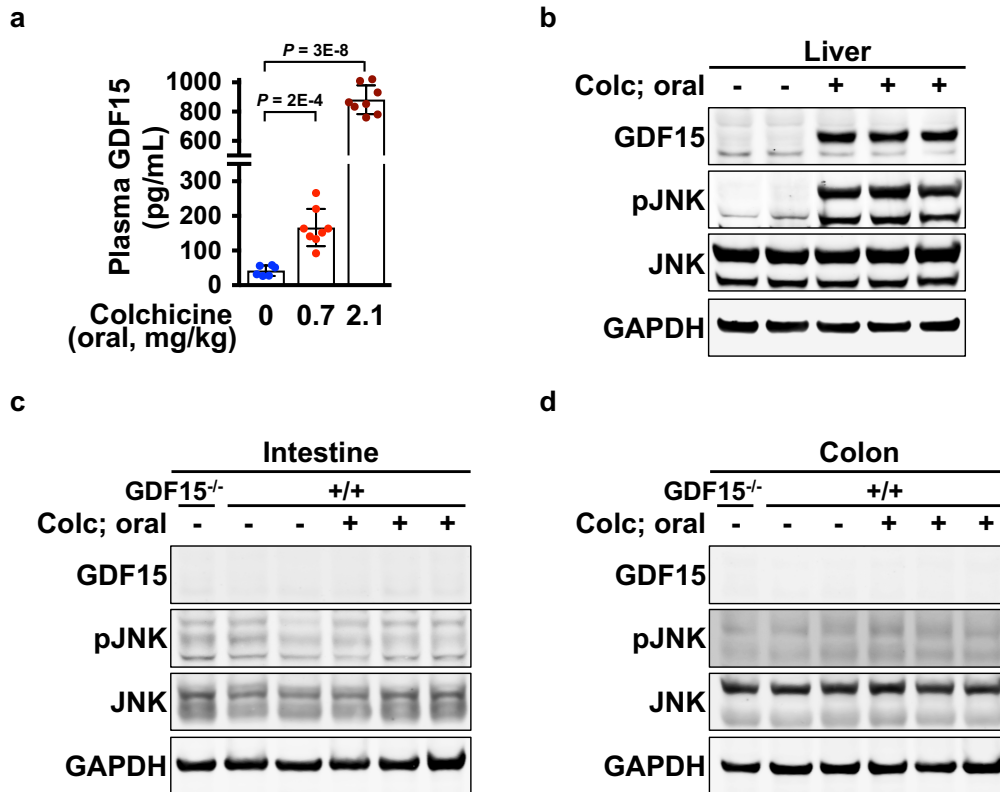 a
P = 3E-8
P = 2E-4
Plasma GDF15
(pg/mL)
1000
800
600
300
200
100
0
Colchicine
(oral, mg/kg)
0 0.7 2.1
b
Liver
Colc; oral - - + + +
GDF15
pJNK
JNK
GAPDH
c
Intestine
GDF15-/- +/+
Colc; oral - - - + + +
GDF15
pJNK
JNK
GAPDH
d
Colon
GDF15-/- +/+
Colc; oral - - - + + +
GDF15
pJNK
JNK
GAPDH